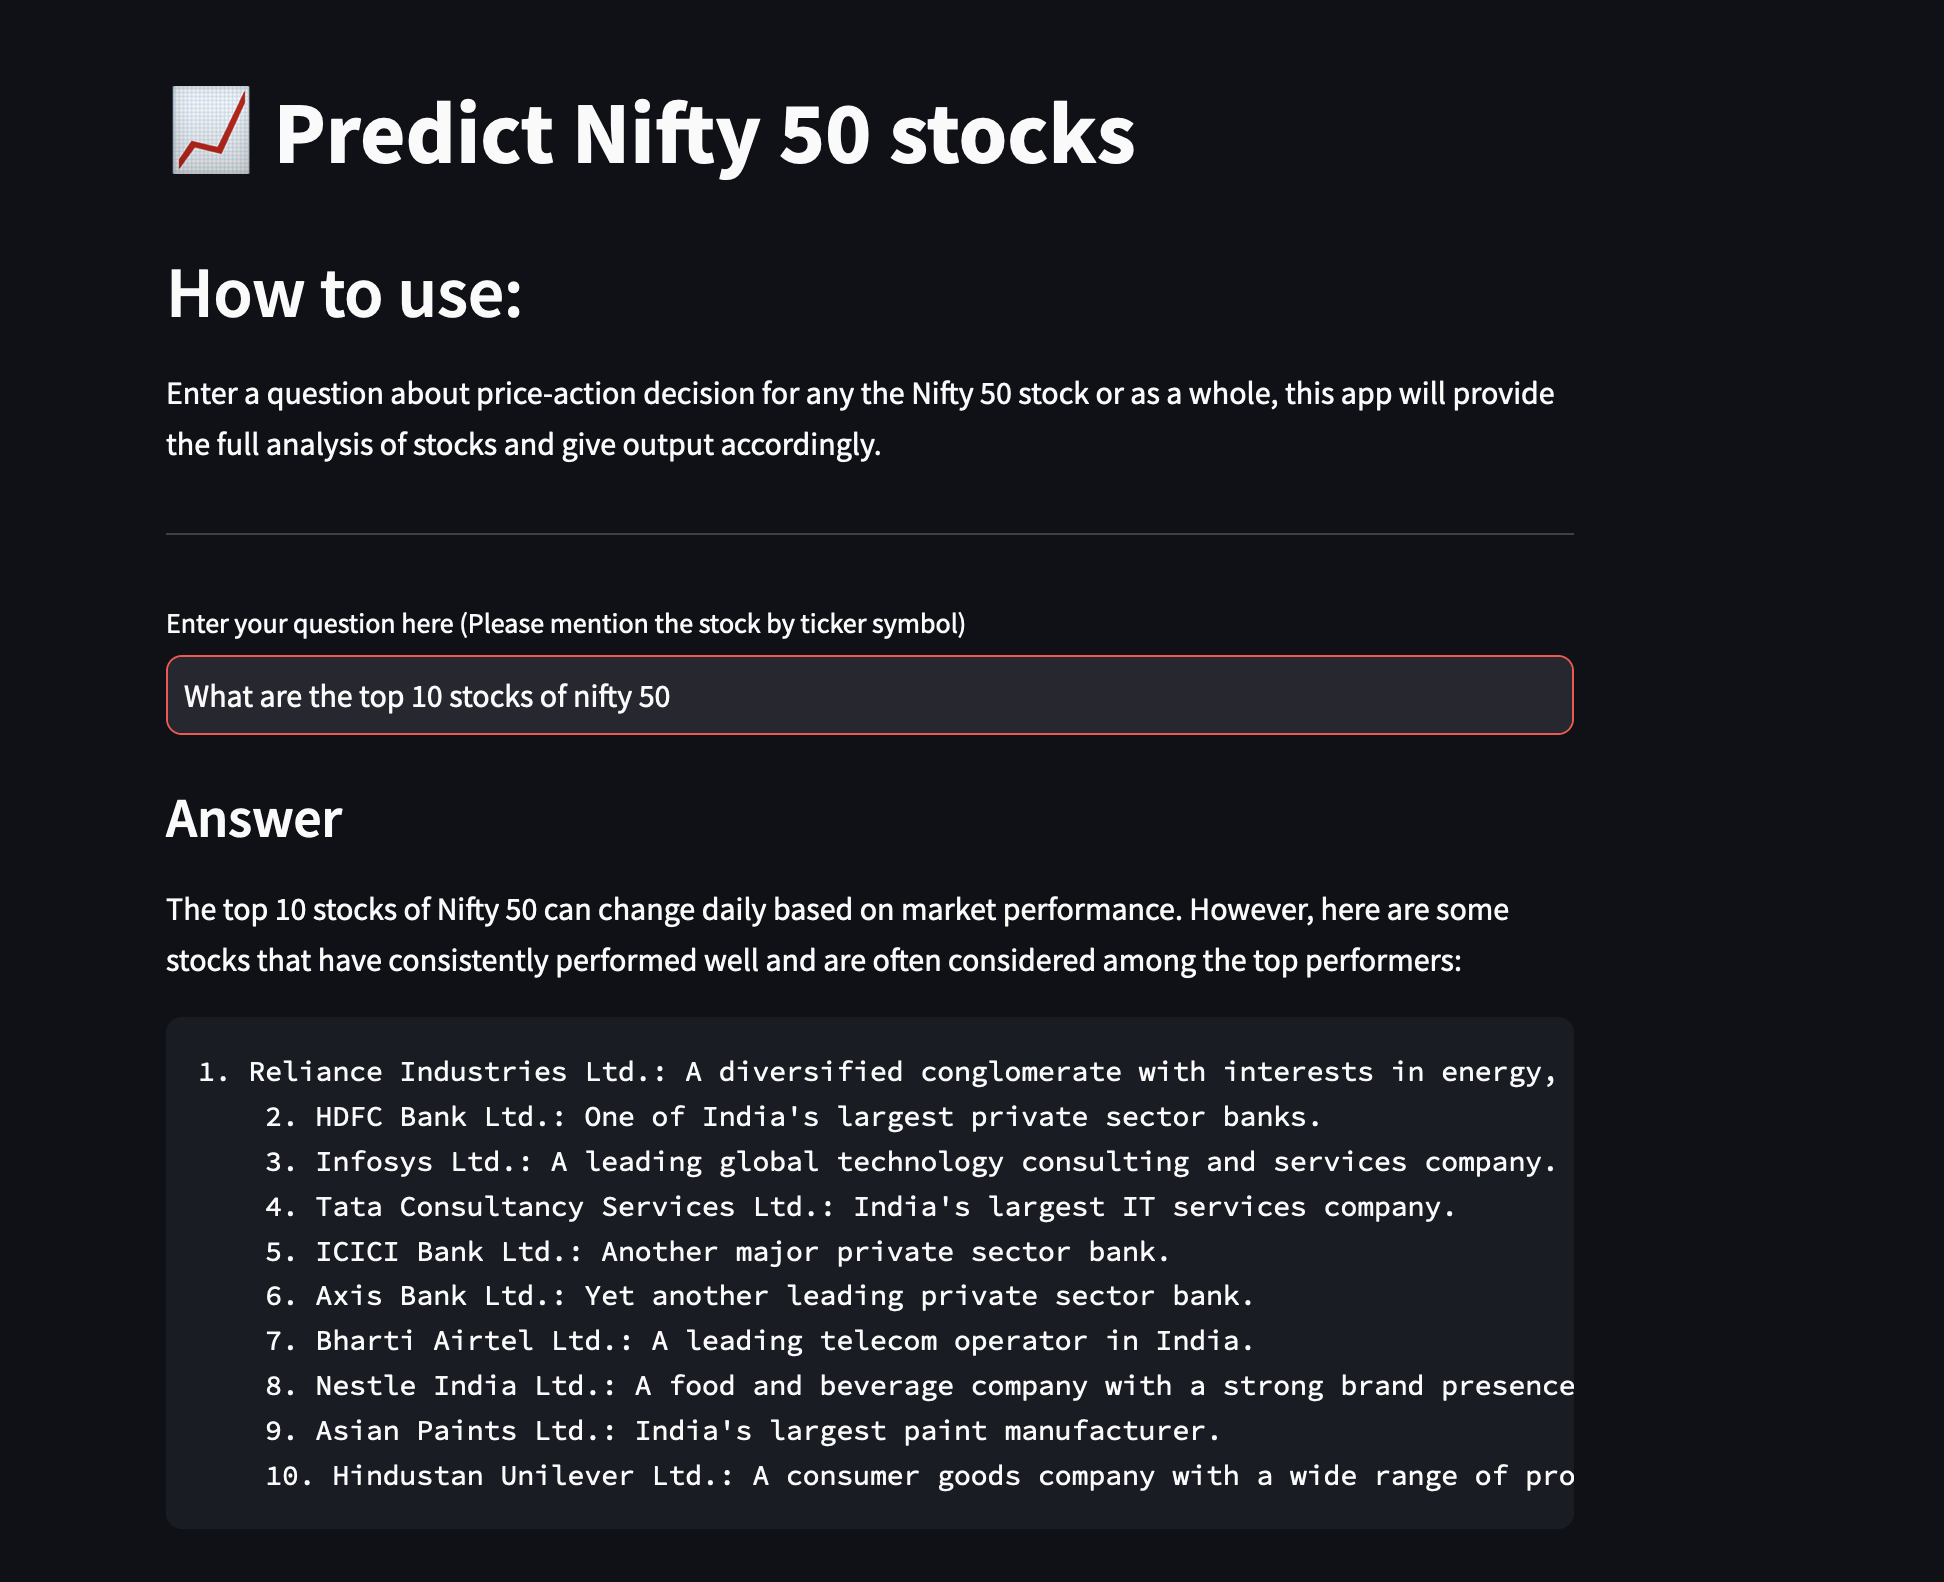 Predict Nifty 50 stocks
How to use:
Enter a question about price-action decision for any the Nifty 50 stock or as a whole, this app will provide
the full analysis of stocks and give output accordingly.
Enter your question here (Please mention the stock by ticker symbol)
What are the top 10 stocks of nifty 50
Answer
The top 10 stocks of Nifty 50 can change daily based on market performance. However, here are some
stocks that have consistently performed well and are often considered among the top performers:
1. Reliance Industries Ltd.: A diversified conglomerate with interests in energy,
2. HDFC Bank Ltd.: One of India's largest private sector banks.
3. Infosys Ltd.: A leading global technology consulting and services company.
4. Tata Consultancy Services Ltd.: India's largest IT services company.
5. ICICI Bank Ltd.: Another major private sector bank.
6. Axis Bank Ltd.: Yet another leading private sector bank.
7. Bharti Airtel Ltd.: A leading telecom operator in India.
8. Nestle India Ltd.: A food and beverage company with a strong brand presence
9. Asian Paints Ltd.: India's largest paint manufacturer.
10. Hindustan Unilever Ltd.: A consumer goods company with a wide range of pro